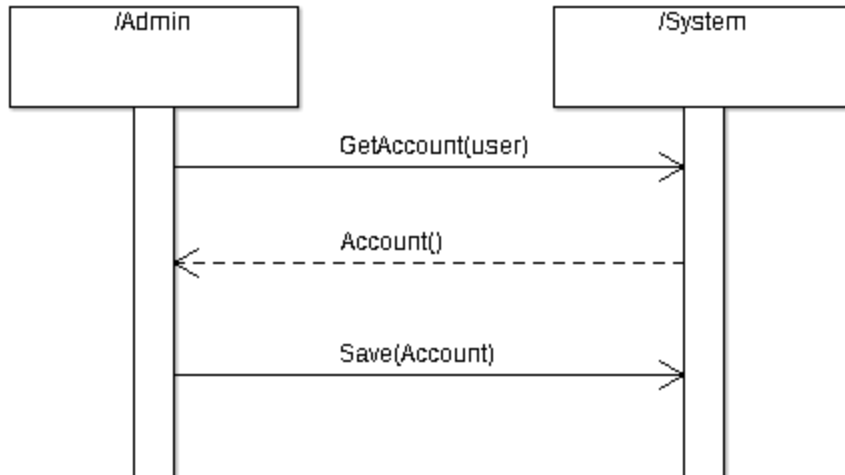 /Admin
/System
GetAccount(user)
Account()
Save(Account)